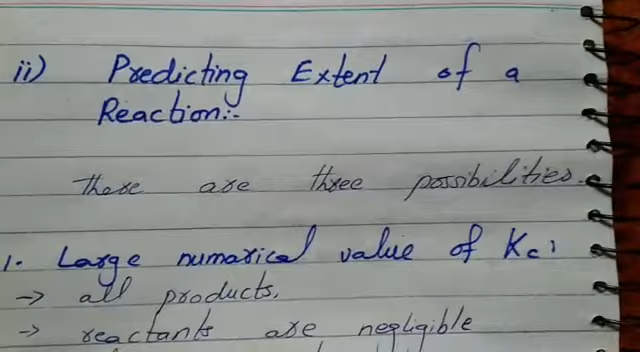 ii) Predicting Extent of a
Reaction:-
There are three possibilities.
1. Large numarical value of Kc:
→ all products.
→ reactants are negligible